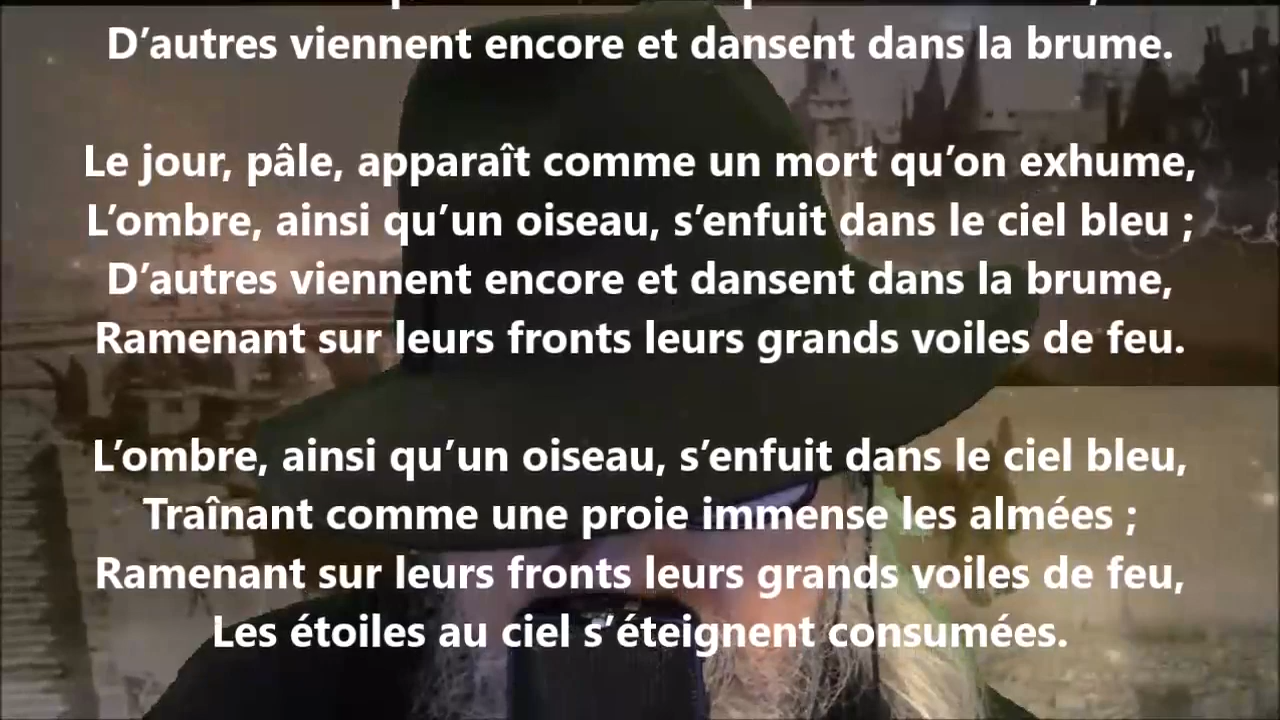 D’autres viennent encore et dansent dans la brume.
Le jour, pâle, apparaît comme un mort qu’on exhume,
L’ombre, ainsi qu’un oiseau, s’enfuit dans le ciel bleu ;
D’autres viennent encore et dansent dans la brume,
Ramenant sur leurs fronts leurs grands voiles de feu.
L’ombre, ainsi qu’un oiseau, s’enfuit dans le ciel bleu,
Traînant comme une proie immense les almées ;
Ramenant sur leurs fronts leurs grands voiles de feu,
Les étoiles au ciel s’éteignent consumées.